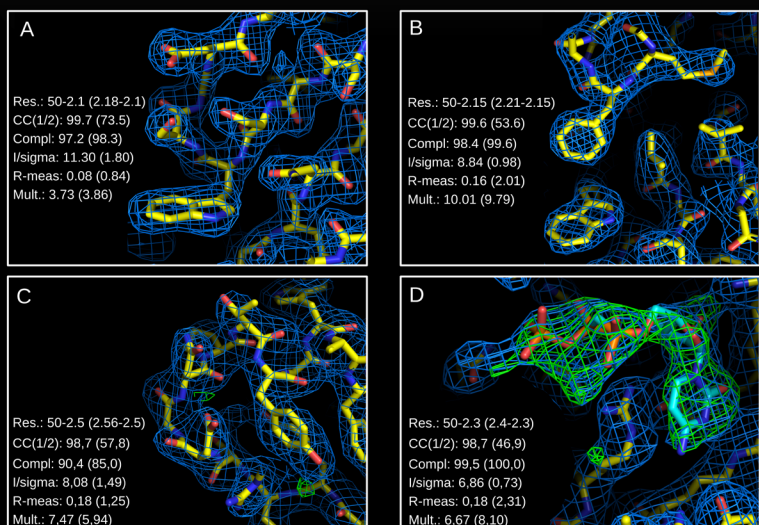 A
Res.: 50-2.1 (2.18-2.1)
CC(1/2): 99.7 (73.5)
Compl: 97.2 (98.3)
I/sigma: 11.30 (1.80)
R-meas: 0.08 (0.84)
Mult.: 3.73 (3.86)
B
Res.: 50-2.15 (2.21-2.15)
CC(1/2): 99.6 (53.6)
Compl: 98.4 (99.6)
I/sigma: 8.84 (0.98)
R-meas: 0.16 (2.01)
Mult.: 10.01 (9.79)
C
Res.: 50-2.5 (2.56-2.5)
CC(1/2): 98,7 (57,8)
Compl: 90,4 (85,0)
I/sigma: 8,08 (1,49)
R-meas: 0,18 (1,25)
Mult.: 7,47 (5,94)
D
Res.: 50-2.3 (2.4-2.3)
CC(1/2): 98,7 (46,9)
Compl: 99,5 (100,0)
I/sigma: 6,86 (0,73)
R-meas: 0,18 (2,31)
Mult.: 6,67 (8,10)